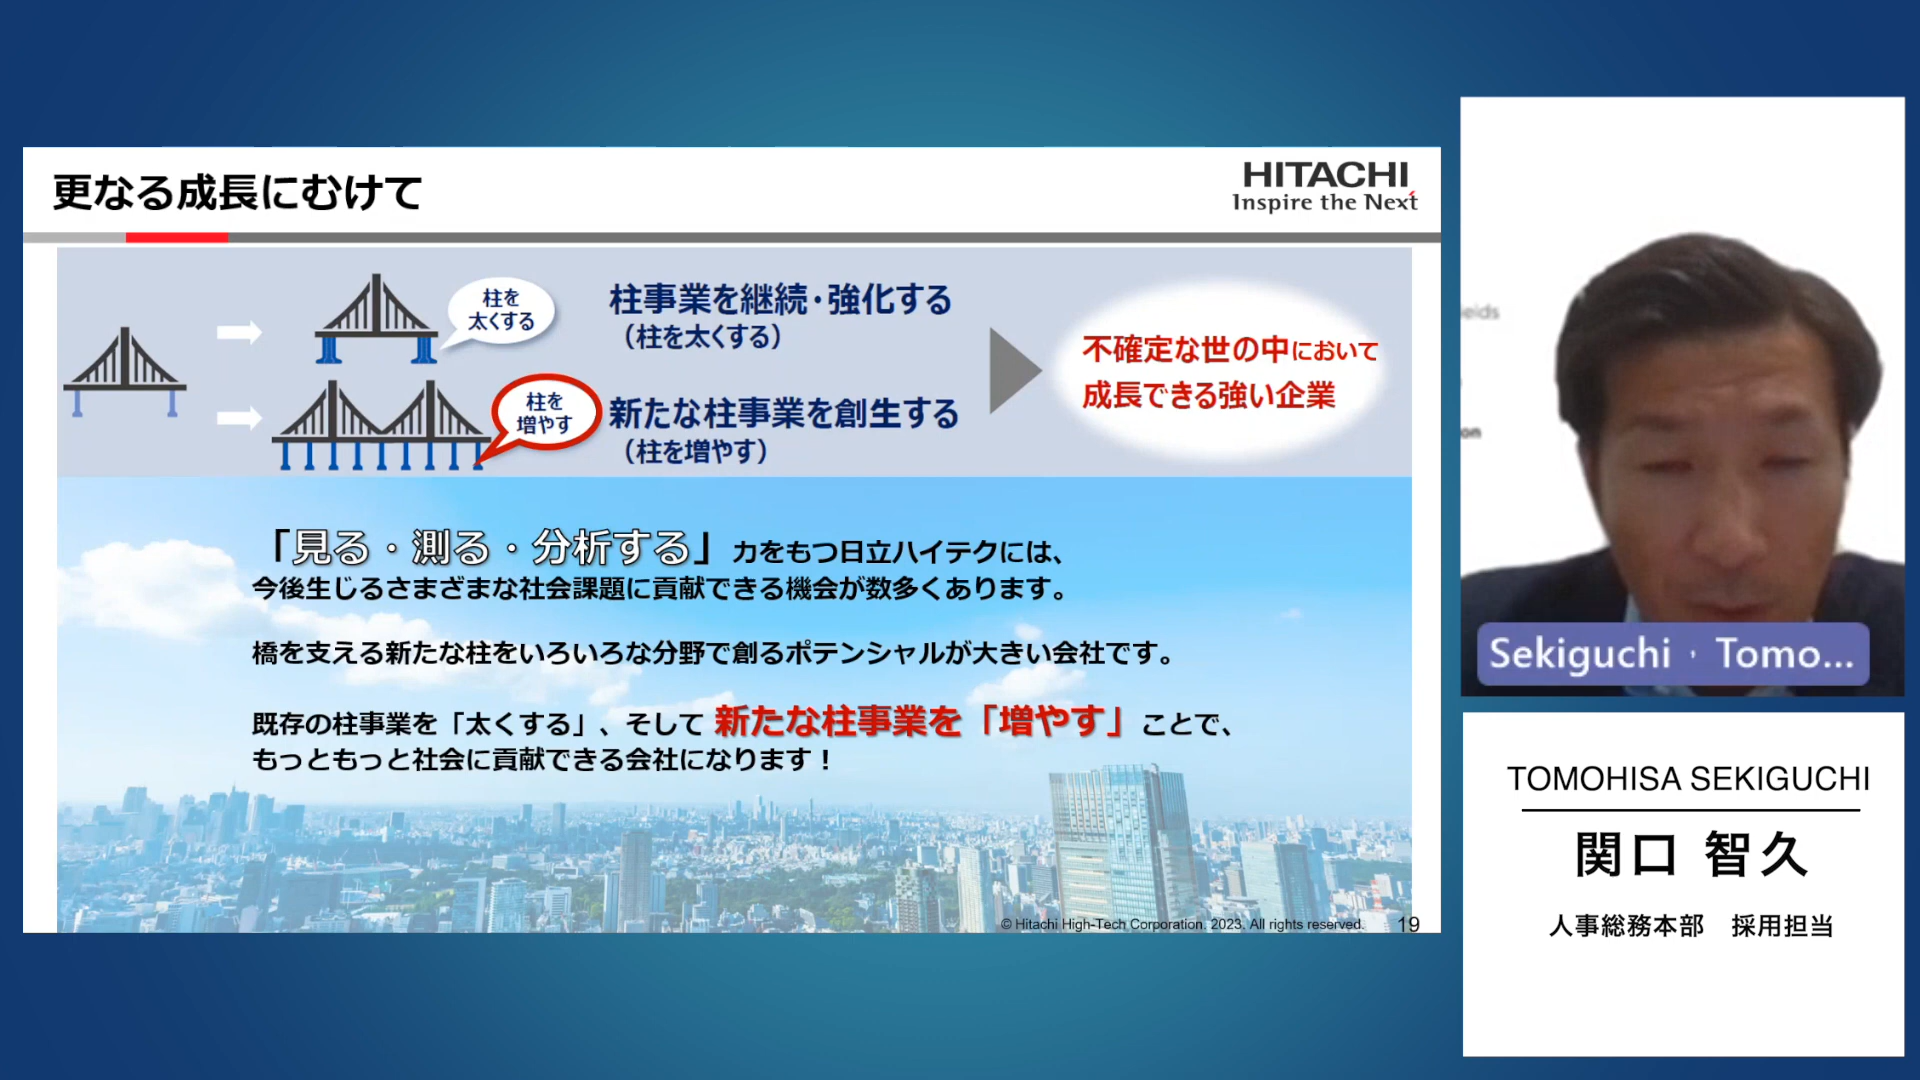 更なる成長にむけて
HITACHI
Inspire the Next
柱を
太くする
柱事業を継続・強化する
（柱を太くする）
柱を
増やす
新たな柱事業を創生する
（柱を増やす）
不確定な世の中において
成長できる強い企業
「見る・測る・分析する」力をもつ日立ハイテクには、
今後生じるさまざまな社会課題に貢献できる機会が数多くあります。
橋を支える新たな柱をいろいろな分野で創るポテンシャルが大きい会社です。
既存の柱事業を「太くする」、そして 新たな柱事業を「増やす」ことで、
もっともっと社会に貢献できる会社になります！
© Hitachi High-Tech Corporation. 2023. All rights reserved.
19
Sekiguchi・Tomo...
TOMOHISA SEKIGUCHI
関口 智久
人事総務本部　採用担当